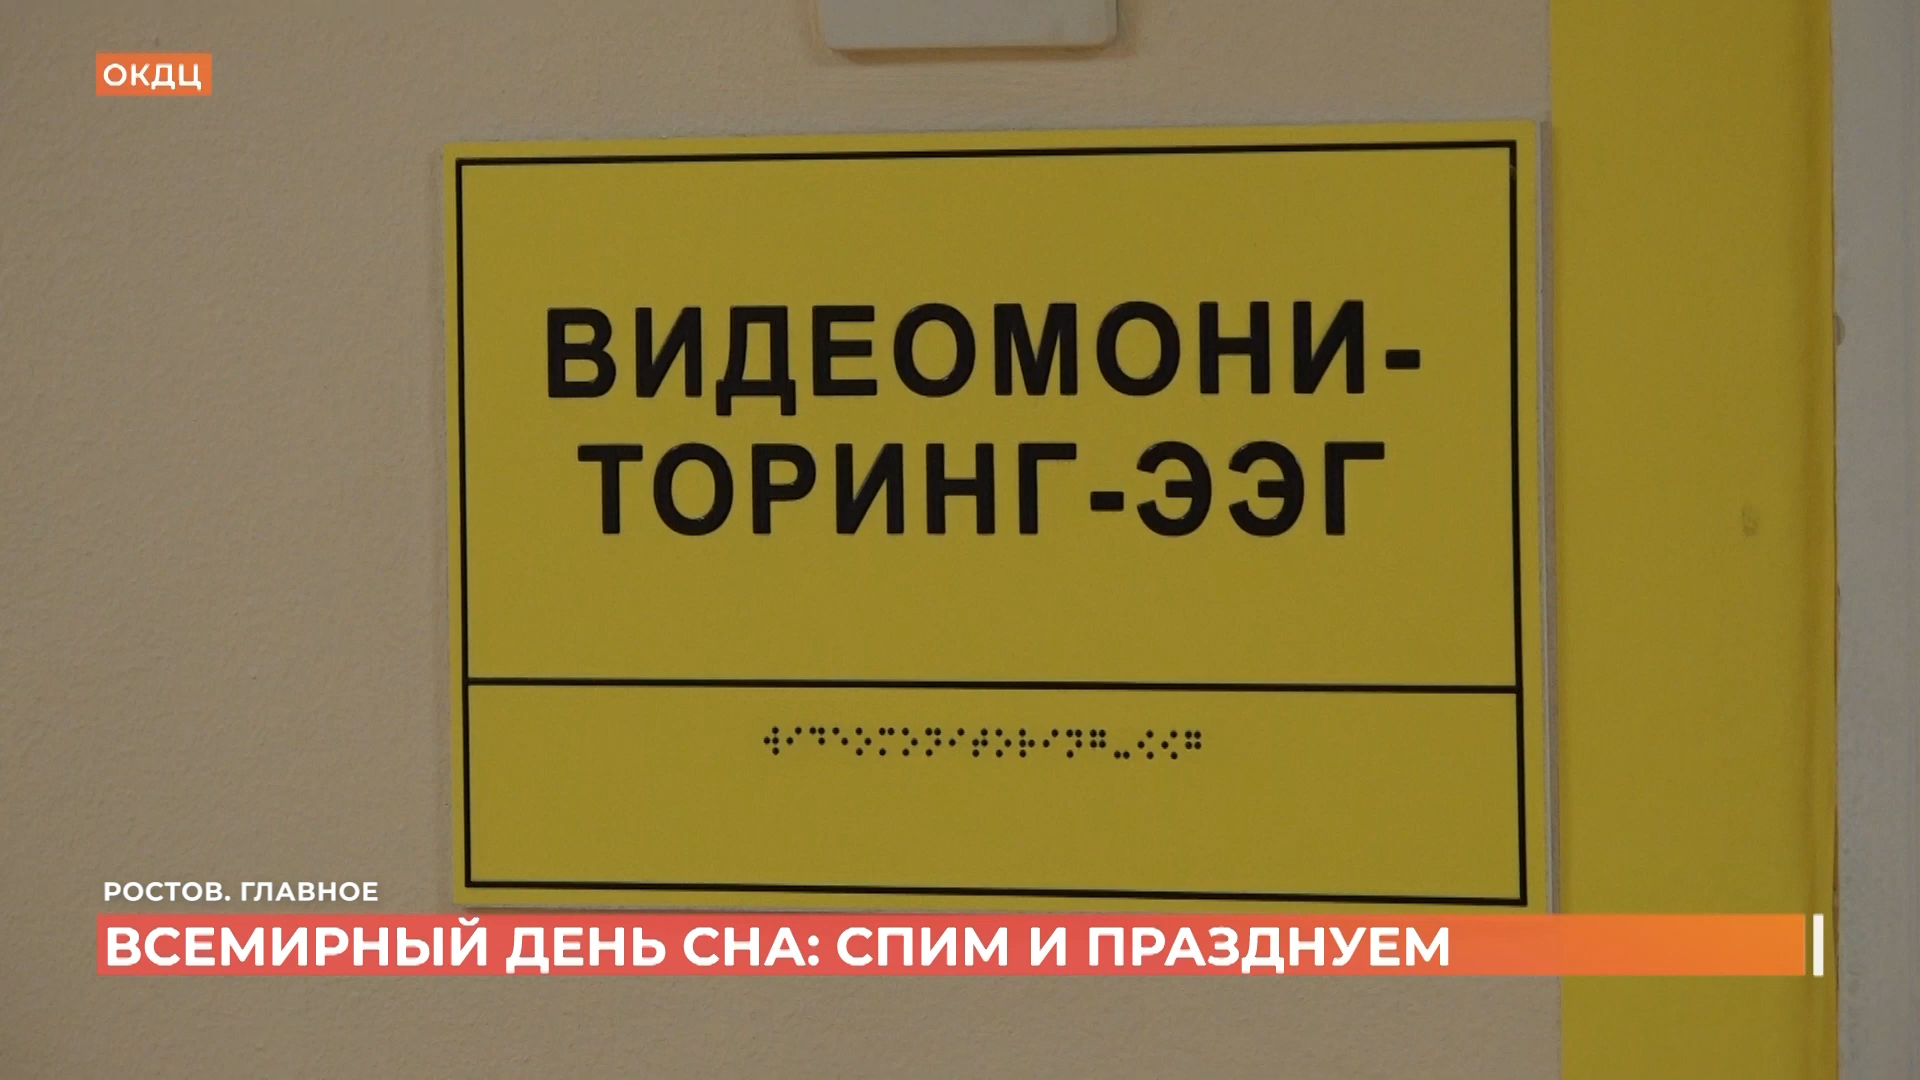 ОКДЦ
ВИДЕОМОНИ-
ТОРИНГ-ЭЭГ
⠺⠊⠙⠑⠕⠍⠕⠝⠊⠞⠕⠗⠊⠝⠛⠤⠪⠪⠛
РОСТОВ. ГЛАВНОЕ
ВСЕМИРНЫЙ ДЕНЬ СНА: СПИМ И ПРАЗДНУЕМ